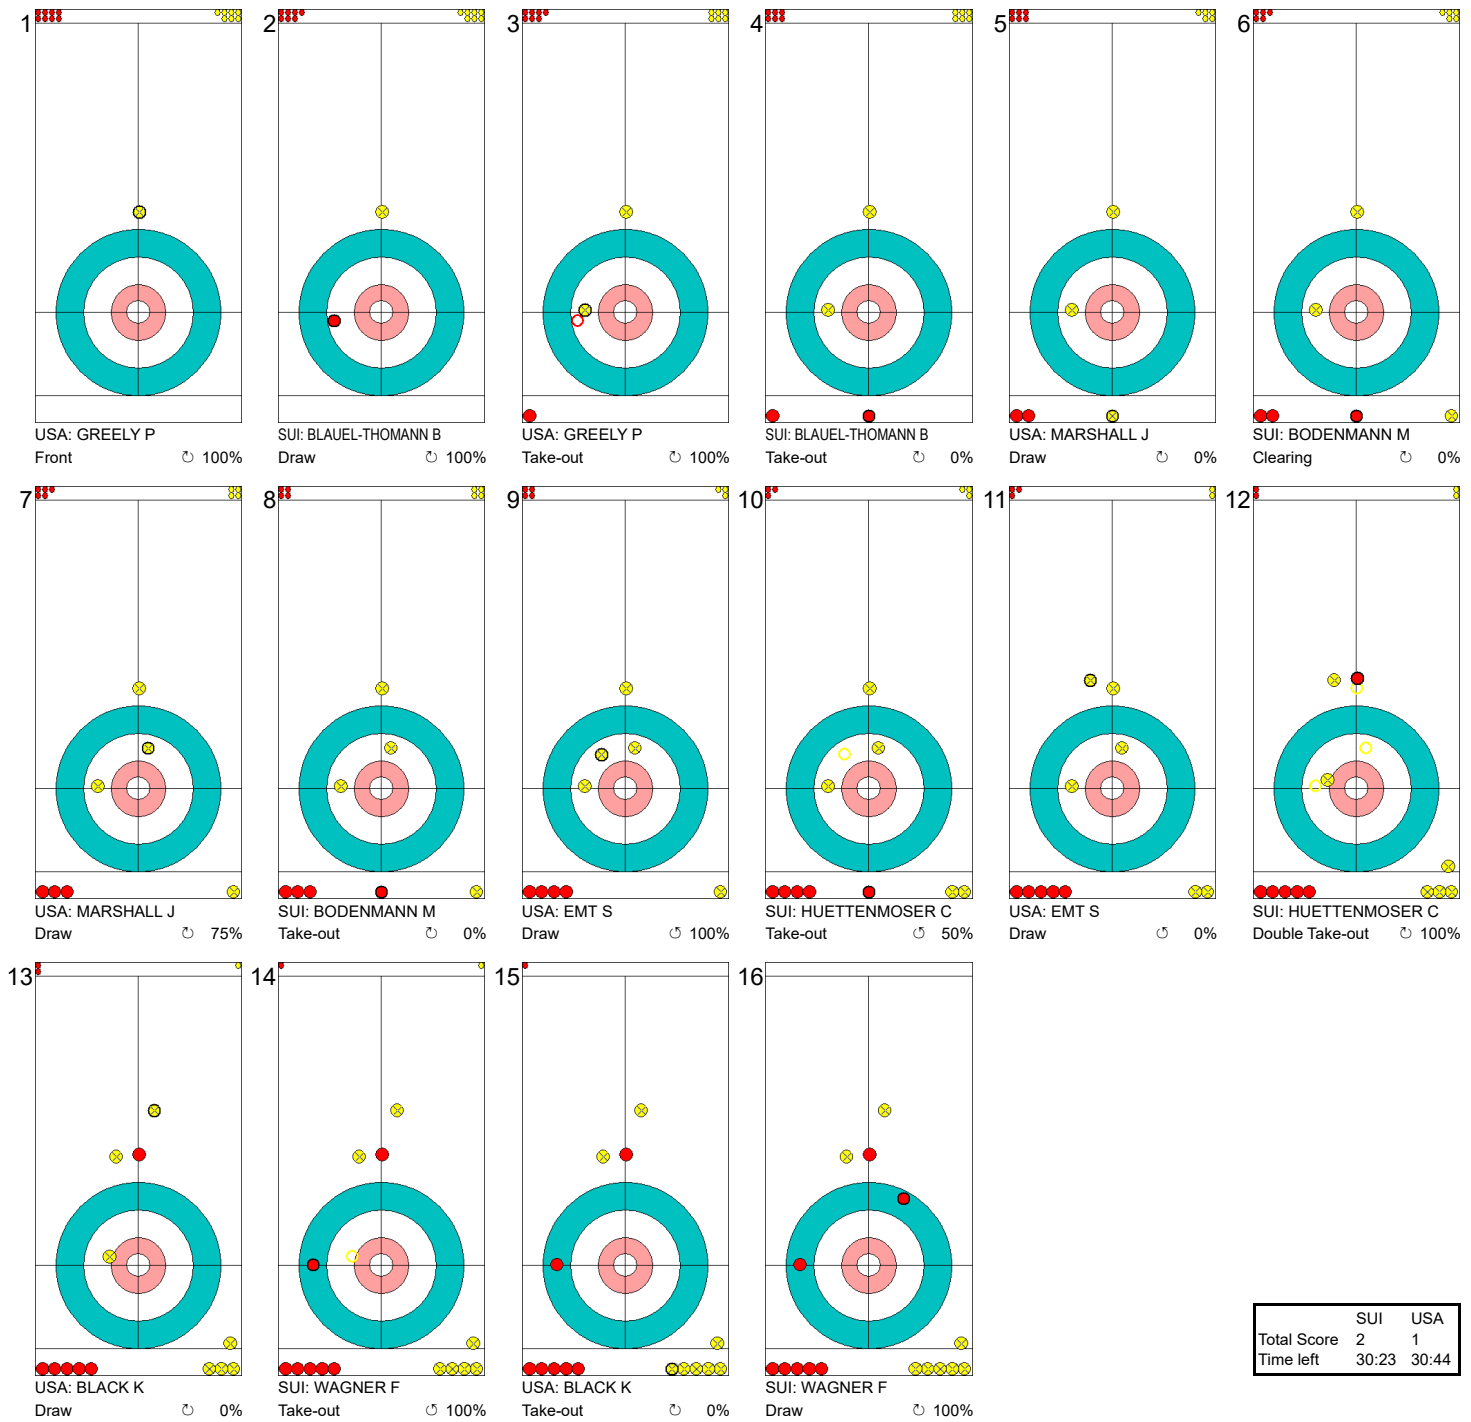 1 2 3 4 5 6
USA: GREELY P SUI: BLAUEL-THOMANN B USA: GREELY P SUI: BLAUEL-THOMANN B USA: MARSHALL J SUI: BODENMANN M
Front ↻ 100% Draw ↻ 100% Take-out ↻ 100% Take-out ↻ 0% Draw ↻ 0% Clearing ↻ 0%
7 8 9 10 11 12
USA: MARSHALL J SUI: BODENMANN M USA: EMT S SUI: HUETTENMOSER C USA: EMT S SUI: HUETTENMOSER C
Draw ↻ 75% Take-out ↻ 0% Draw ↺ 100% Take-out ↺ 50% Draw ↺ 0% Double Take-out ↻ 100%
13 14 15 16
USA: BLACK K SUI: WAGNER F USA: BLACK K SUI: WAGNER F
Draw ↻ 0% Take-out ↺ 100% Take-out ↻ 0% Draw ↻ 100%
SUI USA
Total Score 2 1
Time left 30:23 30:44